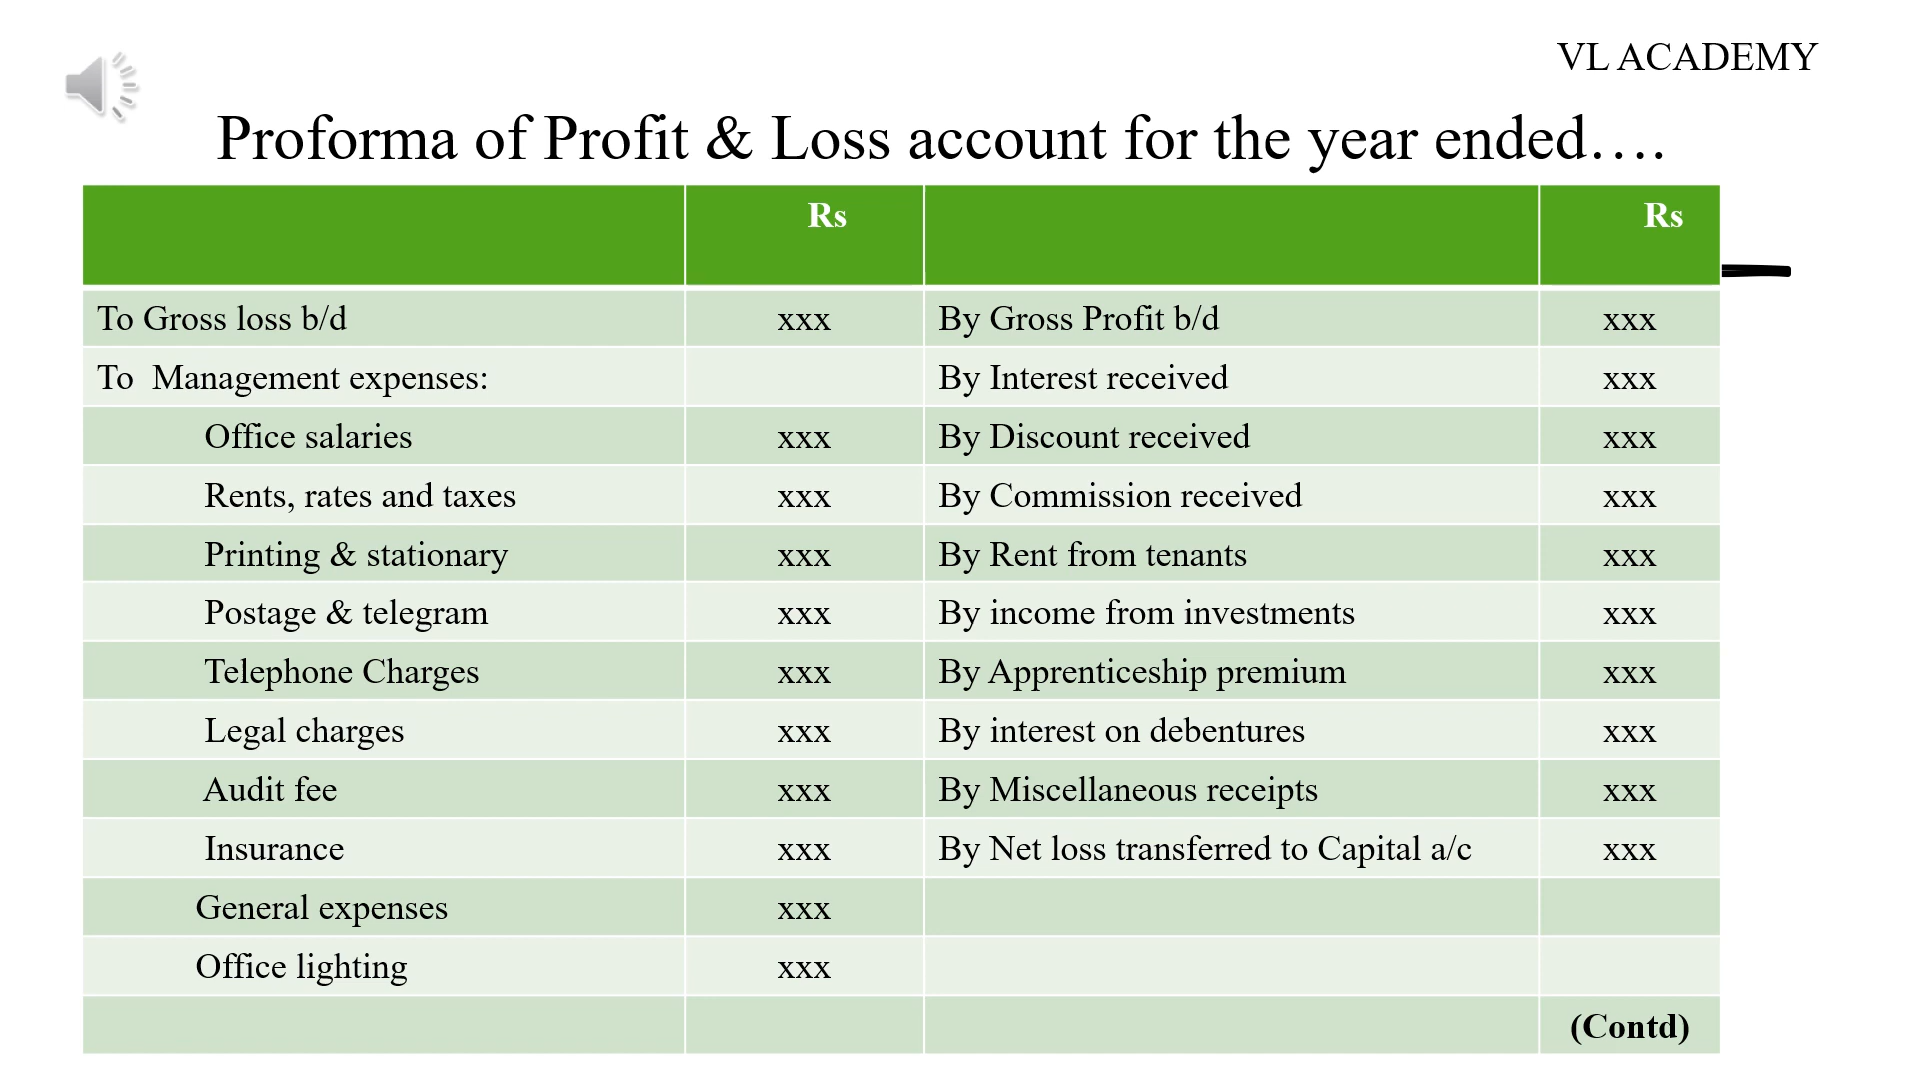 VL ACADEMY
Proforma of Profit & Loss account for the year ended….
Rs Rs
To Gross loss b/d xxx By Gross Profit b/d xxx
To Management expenses: By Interest received xxx
Office salaries xxx By Discount received xxx
Rents, rates and taxes xxx By Commission received xxx
Printing & stationary xxx By Rent from tenants xxx
Postage & telegram xxx By income from investments xxx
Telephone Charges xxx By Apprenticeship premium xxx
Legal charges xxx By interest on debentures xxx
Audit fee xxx By Miscellaneous receipts xxx
Insurance xxx By Net loss transferred to Capital a/c xxx
General expenses xxx
Office lighting xxx
(Contd)